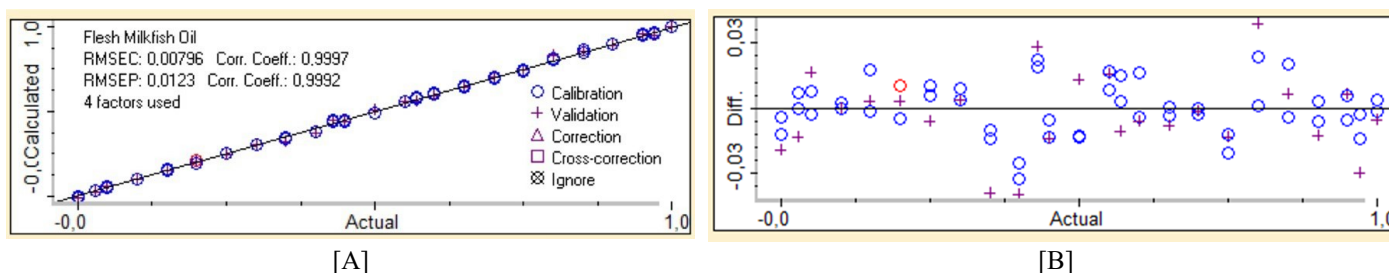 1,0
Calculated
-0,0
Flesh Milkfish Oil
RMSEC: 0,00796 Corr. Coeff.: 0,9997
RMSEP: 0,0123 Corr. Coeff.: 0,9992
4 factors used
Calibration
Validation
Correction
Cross-correction
Ignore
-0,0 Actual 1,0
[A]
0,03
Diff.
-0,03
-0,0 Actual 1,0
[B]